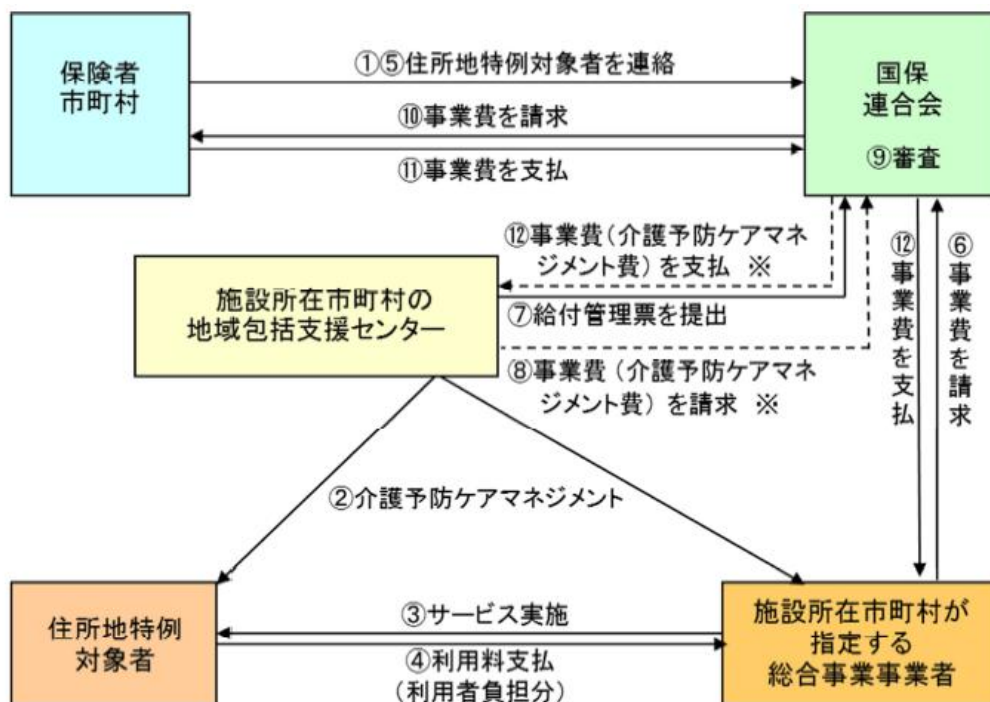 保険者
市町村
①⑤住所地特例対象者を連絡
⑩事業費を請求
⑪事業費を支払
国保
連合会
⑨審査
⑫事業費（介護予防ケアマネ
ジメント費）を支払 ※
⑦給付管理票を提出
⑧事業費（介護予防ケアマネ
ジメント費）を請求 ※
⑫事業費を支払
⑥事業費を請求
施設所在市町村の
地域包括支援センター
②介護予防ケアマネジメント
住所地特例
対象者
③サービス実施
④利用料支払
（利用者負担分）
施設所在市町村が
指定する
総合事業事業者